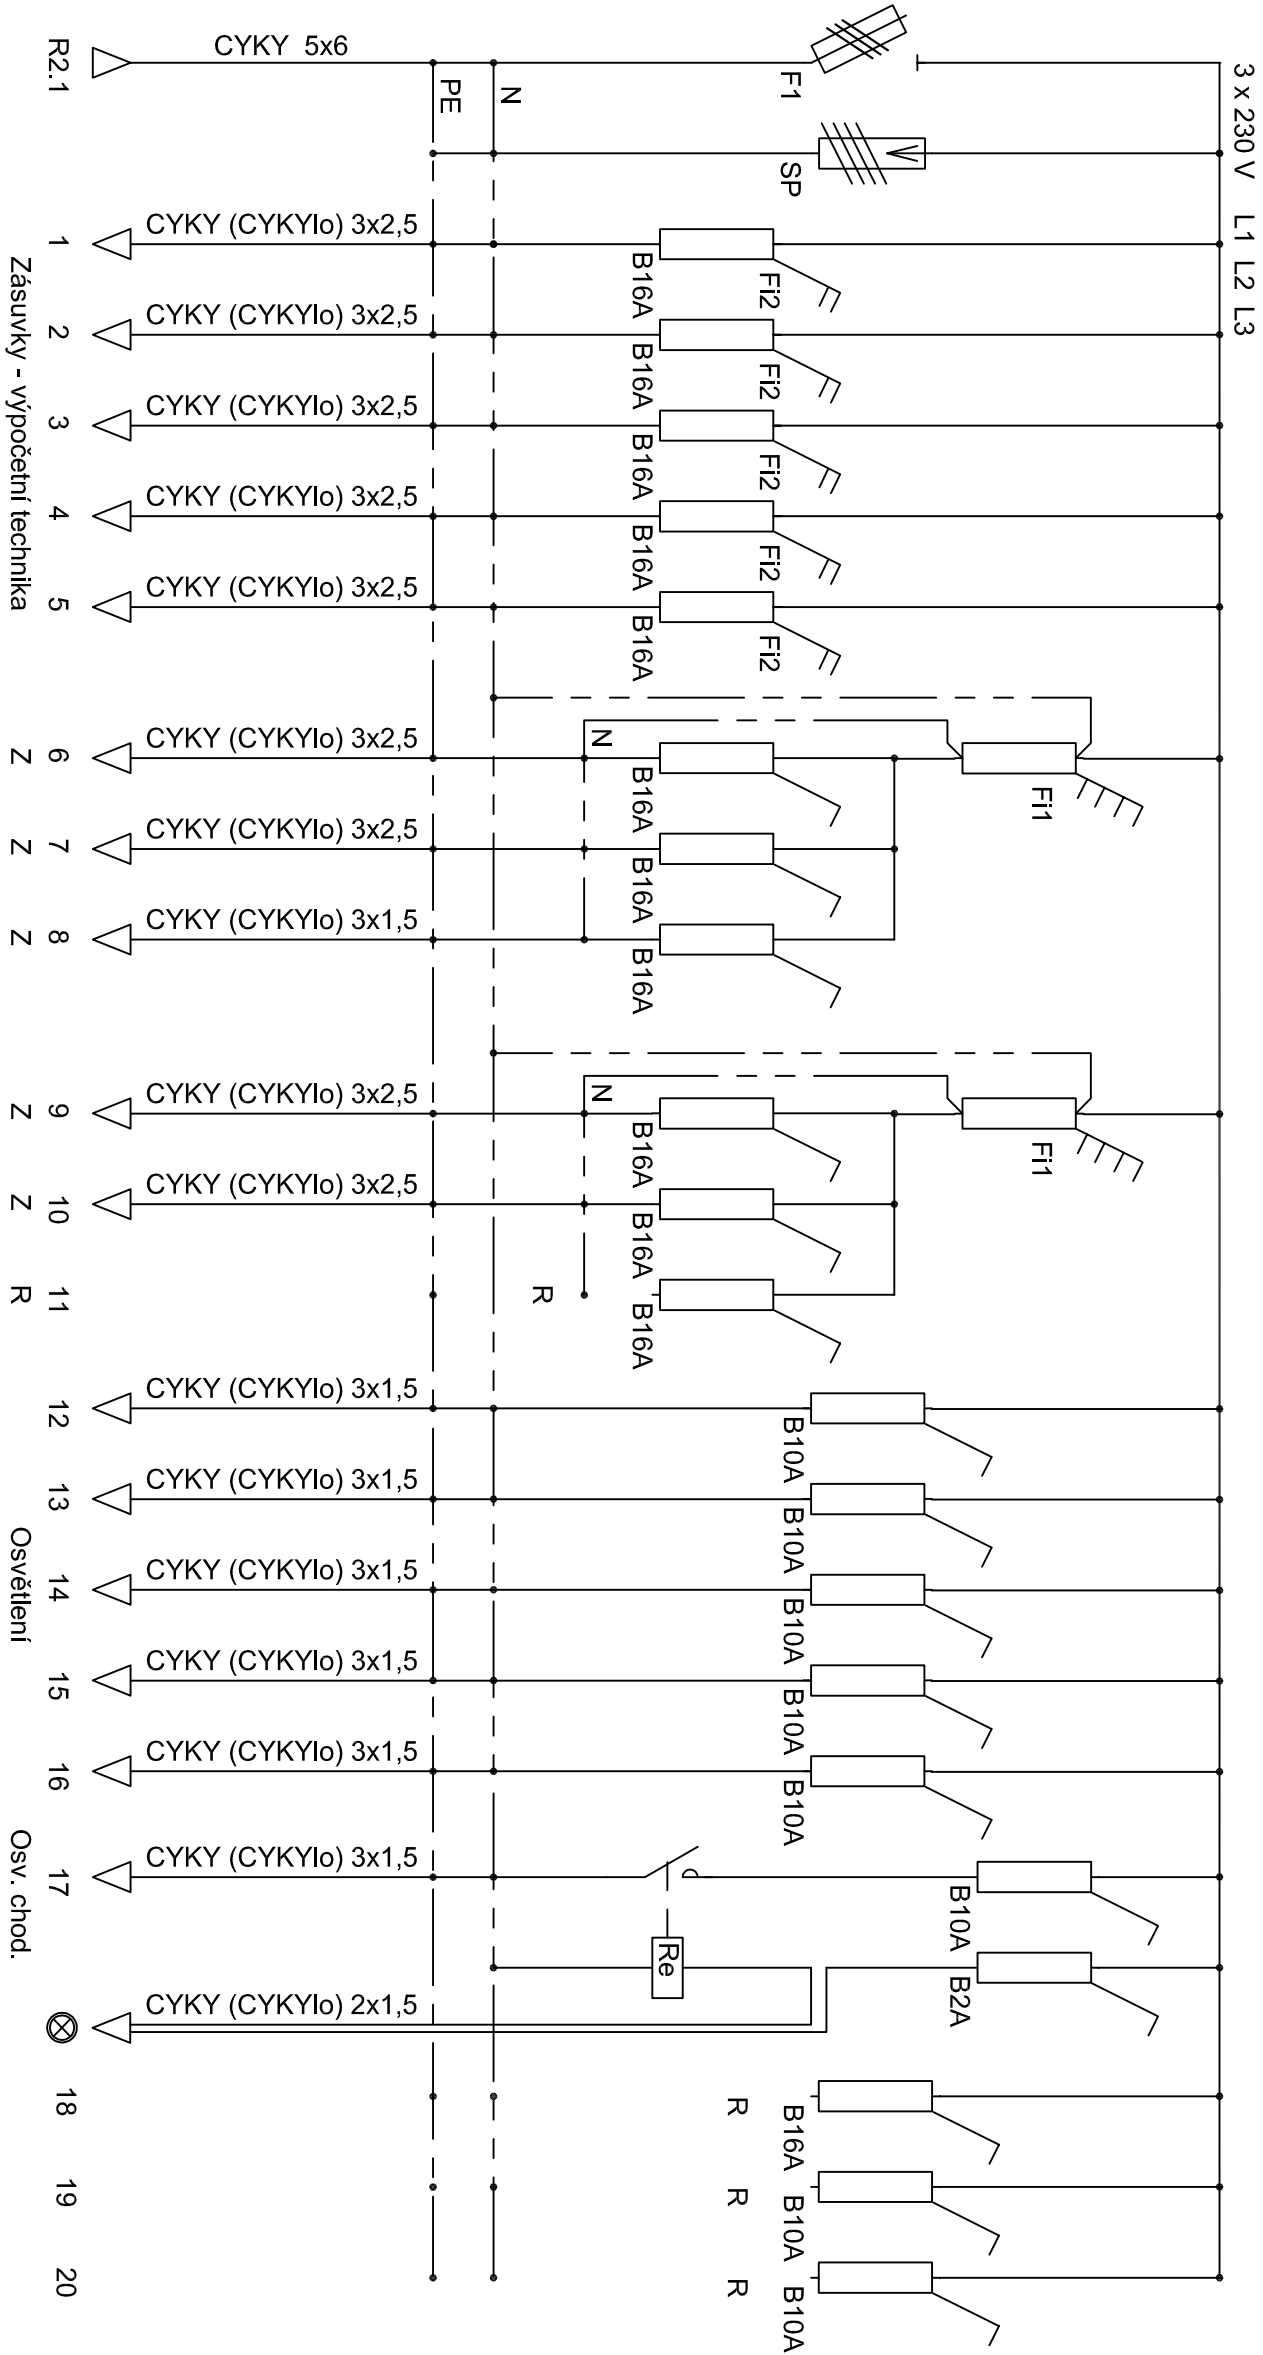 3 x 230 V L1 L2 L3
R2.1
CYKY 5x6
PE
N
F1
SP
1
CYKY (CYKYlo) 3x2,5
B16A
Fi2
2
CYKY (CYKYlo) 3x2,5
B16A
Fi2
3
CYKY (CYKYlo) 3x2,5
B16A
Fi2
4
CYKY (CYKYlo) 3x2,5
B16A
Fi2
5
CYKY (CYKYlo) 3x2,5
B16A
Fi2
Zásuvky - výpočetní technika
Z
6
CYKY (CYKYlo) 3x2,5
N
B16A
Fi1
Z
7
CYKY (CYKYlo) 3x2,5
B16A
Z
8
CYKY (CYKYlo) 3x1,5
B16A
Z
9
CYKY (CYKYlo) 3x2,5
N
B16A
Fi1
Z
10
CYKY (CYKYlo) 3x2,5
B16A
R
11
R
B16A
12
CYKY (CYKYlo) 3x1,5
B10A
13
CYKY (CYKYlo) 3x1,5
B10A
14
CYKY (CYKYlo) 3x1,5
B10A
15
CYKY (CYKYlo) 3x1,5
B10A
16
CYKY (CYKYlo) 3x1,5
B10A
Osvětlení
17
CYKY (CYKYlo) 3x1,5
B10A
Osv. chod.
Re
B2A
CYKY (CYKYlo) 2x1,5
18
R
B16A
19
R
B10A
20
R
B10A